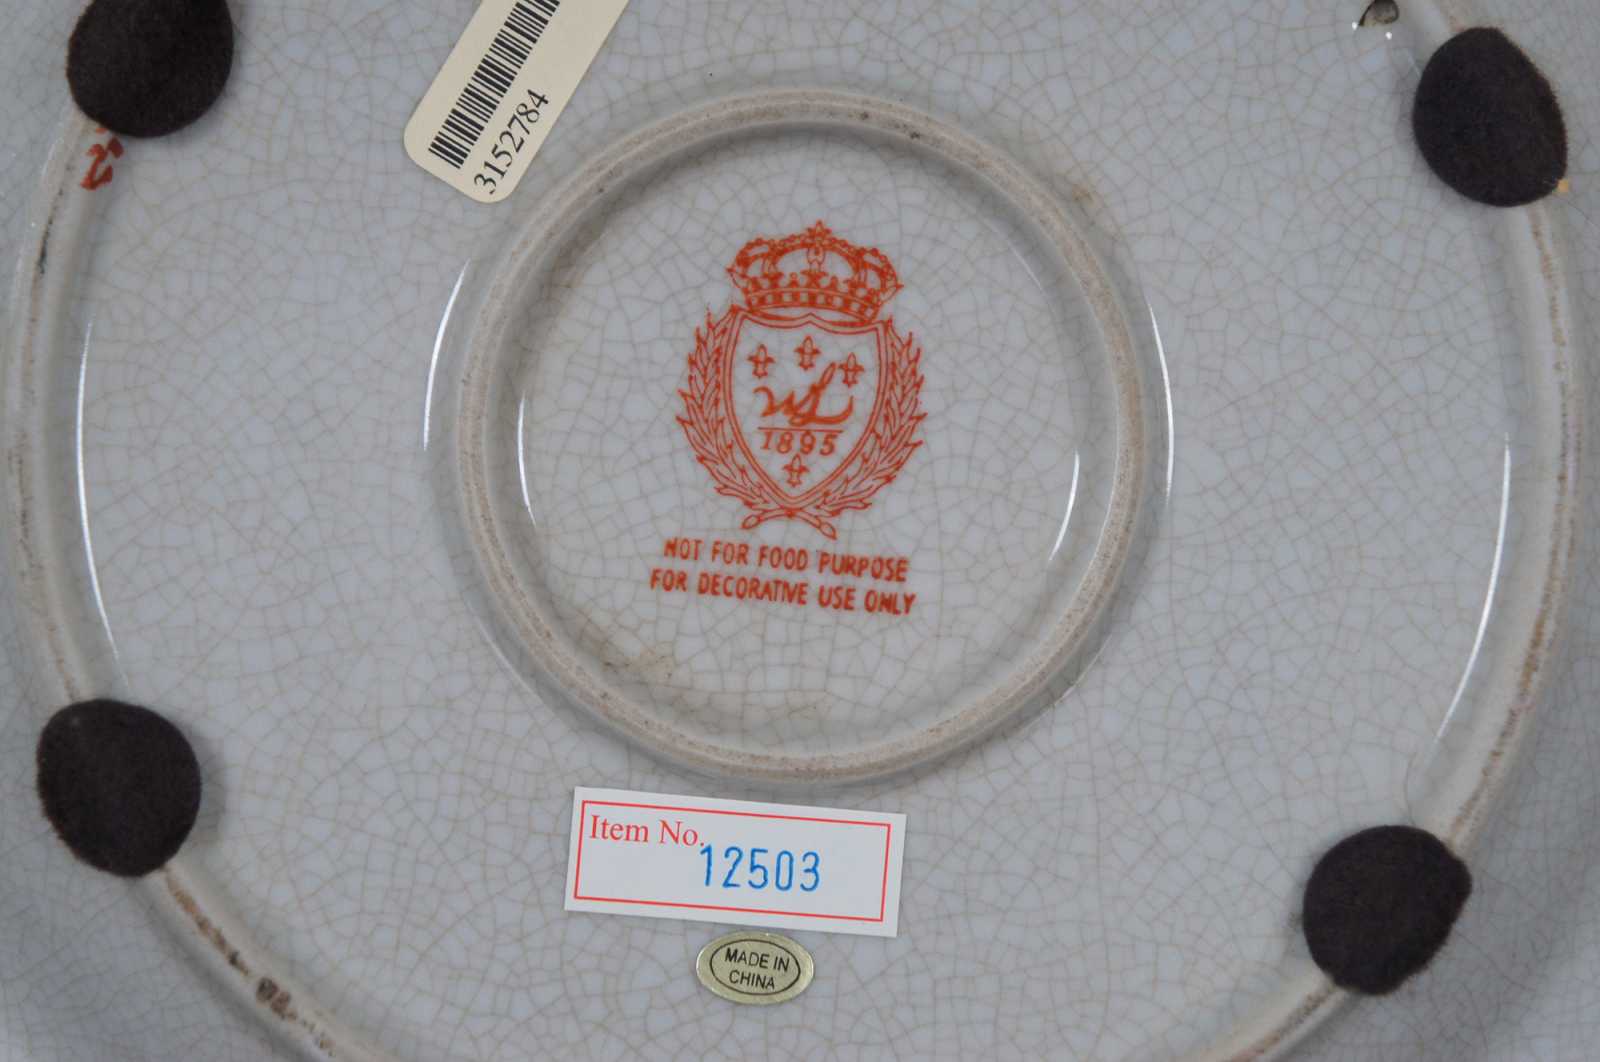 3152784
WL
1895
NOT FOR FOOD PURPOSE
FOR DECORATIVE USE ONLY
Item No.
12503
MADE IN
CHINA